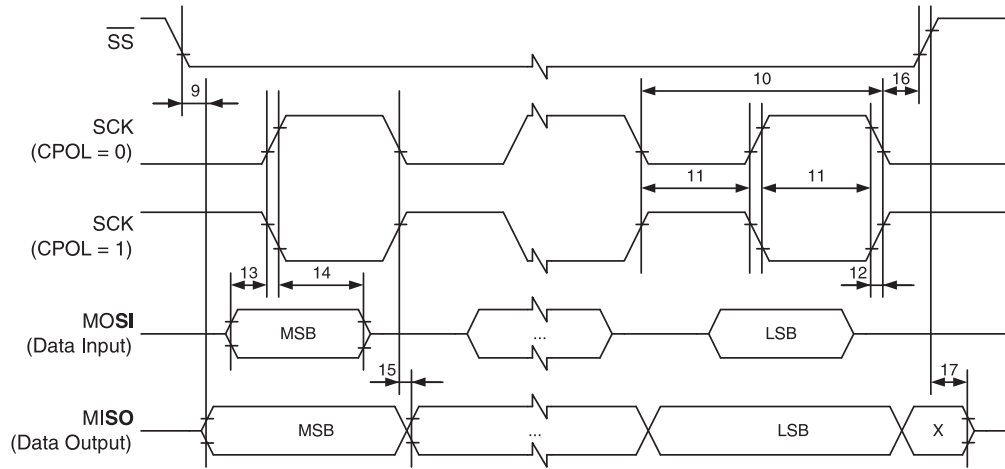 SS
10
9
16
SCK
(CPOL = 0)
11
11
SCK
(CPOL = 1)
13
14
12
MOSI
(Data Input)
MSB
...
LSB
15
17
MISO
(Data Output)
MSB
...
LSB
X